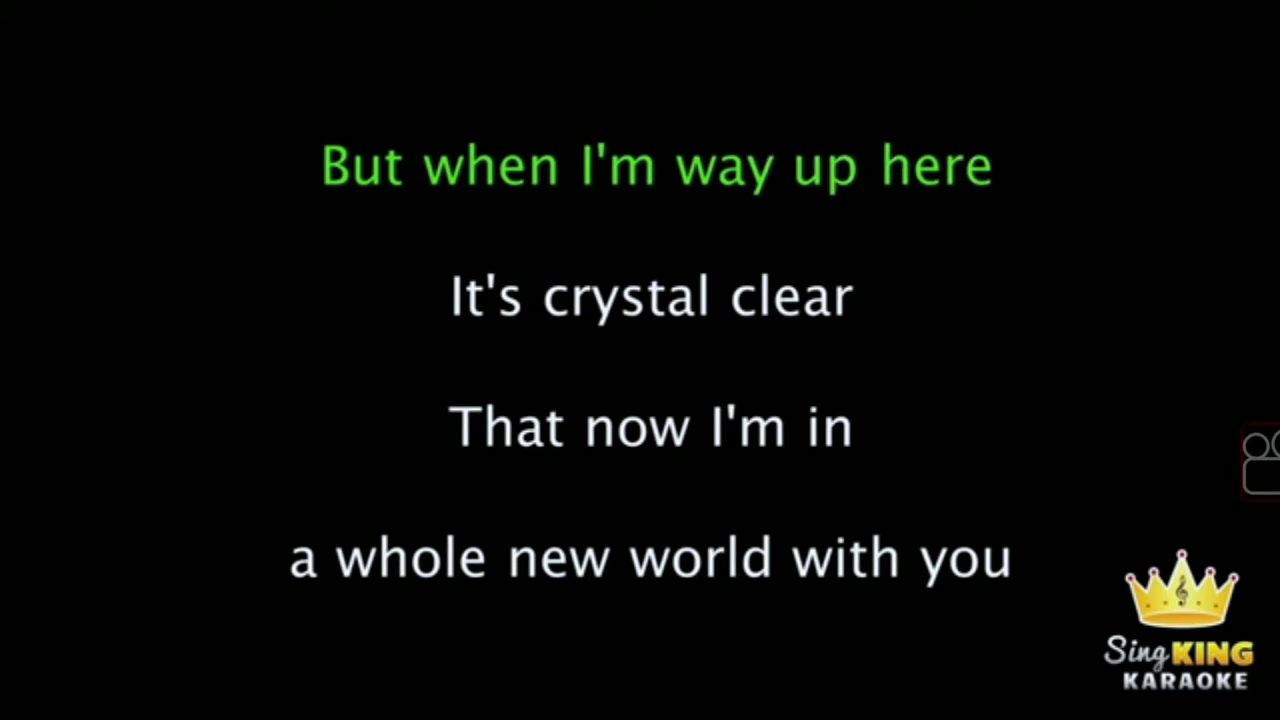 But when I'm way up here
It's crystal clear
That now I'm in
a whole new world with you
Sing KING
KARAOKE